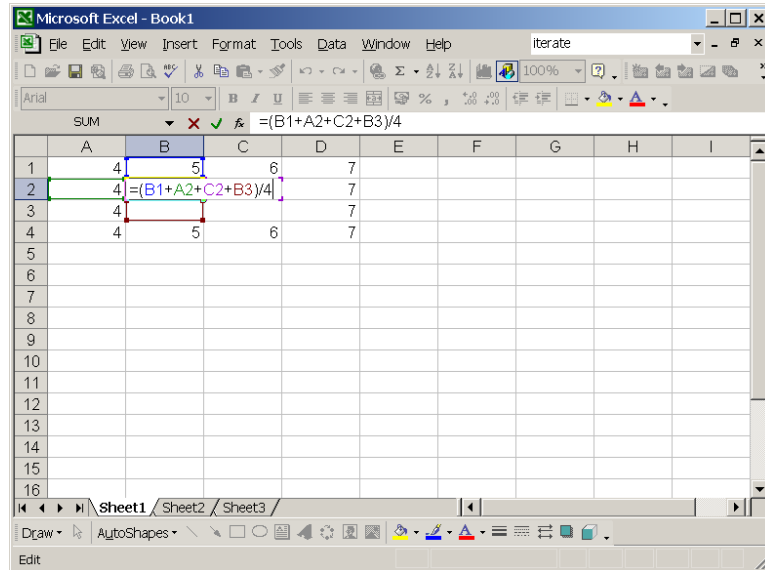 Microsoft Excel - Book1
File Edit View Insert Format Tools Data Window Help iterate
100%
Arial 10 B I U
SUM =(B1+A2+C2+B3)/4
A B C D E F G H I
1 4 5 6 7
2 4 =(B1+A2+C2+B3)/4 7
3 4 7
4 4 5 6 7
5
6
7
8
9
10
11
12
13
14
15
16
Sheet1 Sheet2 Sheet3
Draw AutoShapes
Edit